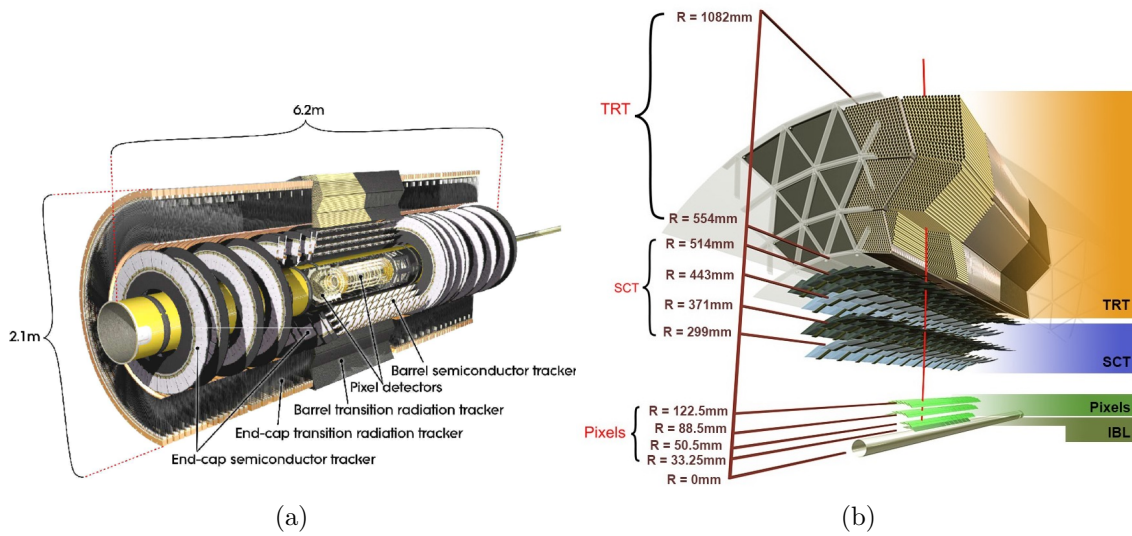 6.2m
2.1m
Barrel semiconductor tracker
Pixel detectors
Barrel transition radiation tracker
End-cap transition radiation tracker
End-cap semiconductor tracker
(a)
R = 1082mm
TRT
R = 554mm
R = 514mm
R = 443mm
SCT
R = 371mm
R = 299mm
TRT
SCT
R = 122.5mm
Pixels
R = 88.5mm
IBL
Pixels
R = 50.5mm
R = 33.25mm
R = 0mm
(b)